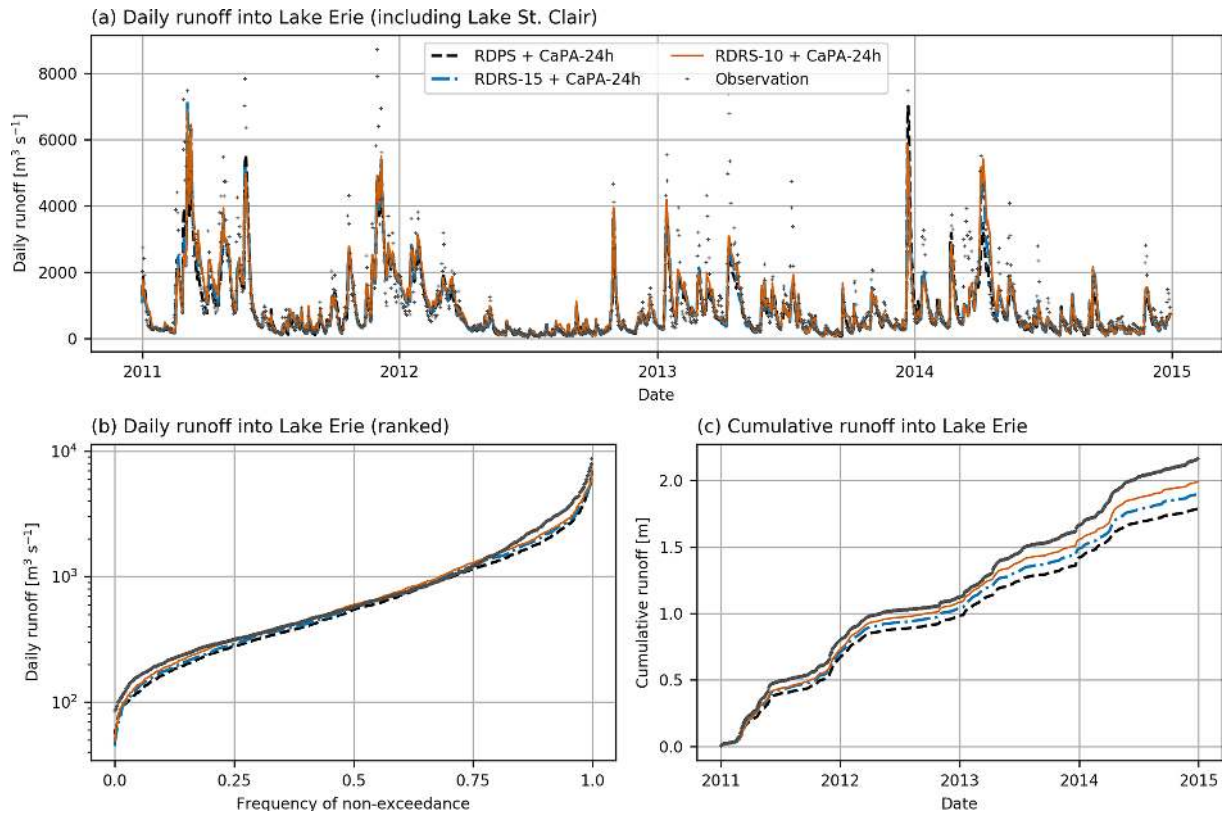 (a) Daily runoff into Lake Erie (including Lake St. Clair)
RDPS + CaPA-24h
RDRS-15 + CaPA-24h
RDRS-10 + CaPA-24h
Observation
Daily runoff [m³ s⁻¹]
8000
6000
4000
2000
0
2011
2012
2013
2014
2015
Date
(b) Daily runoff into Lake Erie (ranked)
Daily runoff [m³ s⁻¹]
10⁴
10³
10²
0.0
0.25
0.5
0.75
1.0
Frequency of non-exceedance
(c) Cumulative runoff into Lake Erie
Cumulative runoff [m]
2.0
1.5
1.0
0.5
0.0
2011
2012
2013
2014
2015
Date